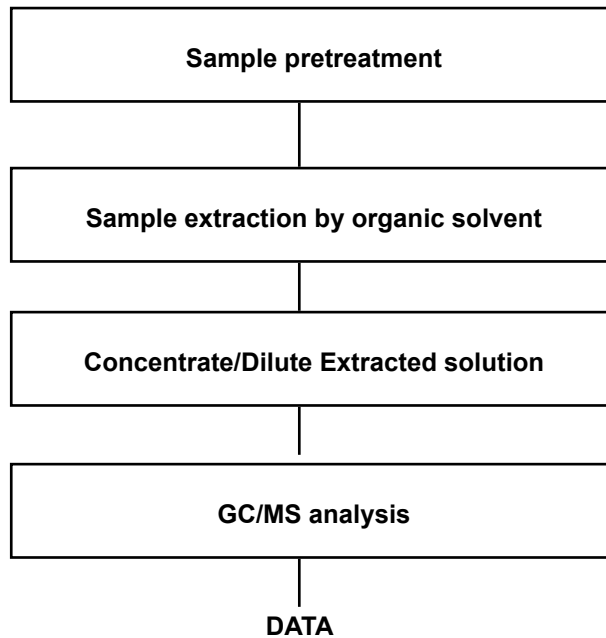 Sample pretreatment
Sample extraction by organic solvent
Concentrate/Dilute Extracted solution
GC/MS analysis
DATA